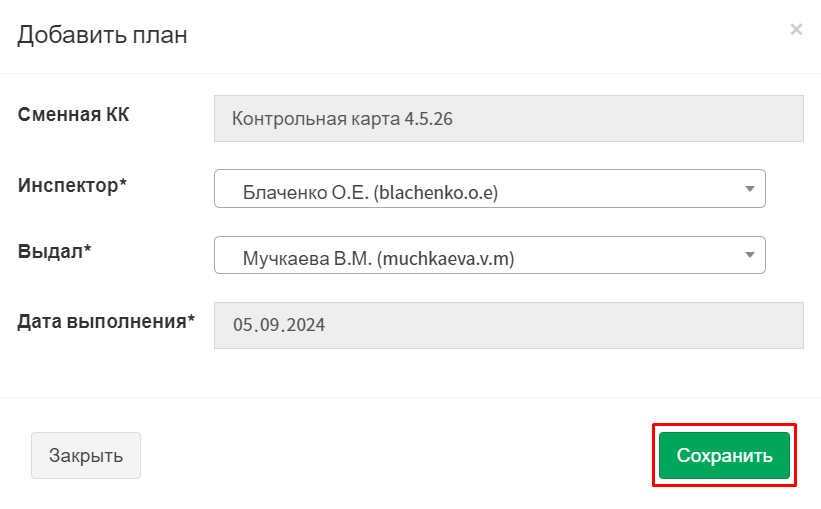 Добавить план ×
Сменная КК Контрольная карта 4.5.26
Инспектор* Блаченко О.Е. (blachenko.o.e)
Выдал* Мучкаева В.М. (muchkaeva.v.m)
Дата выполнения* 05.09.2024
Закрыть Сохранить